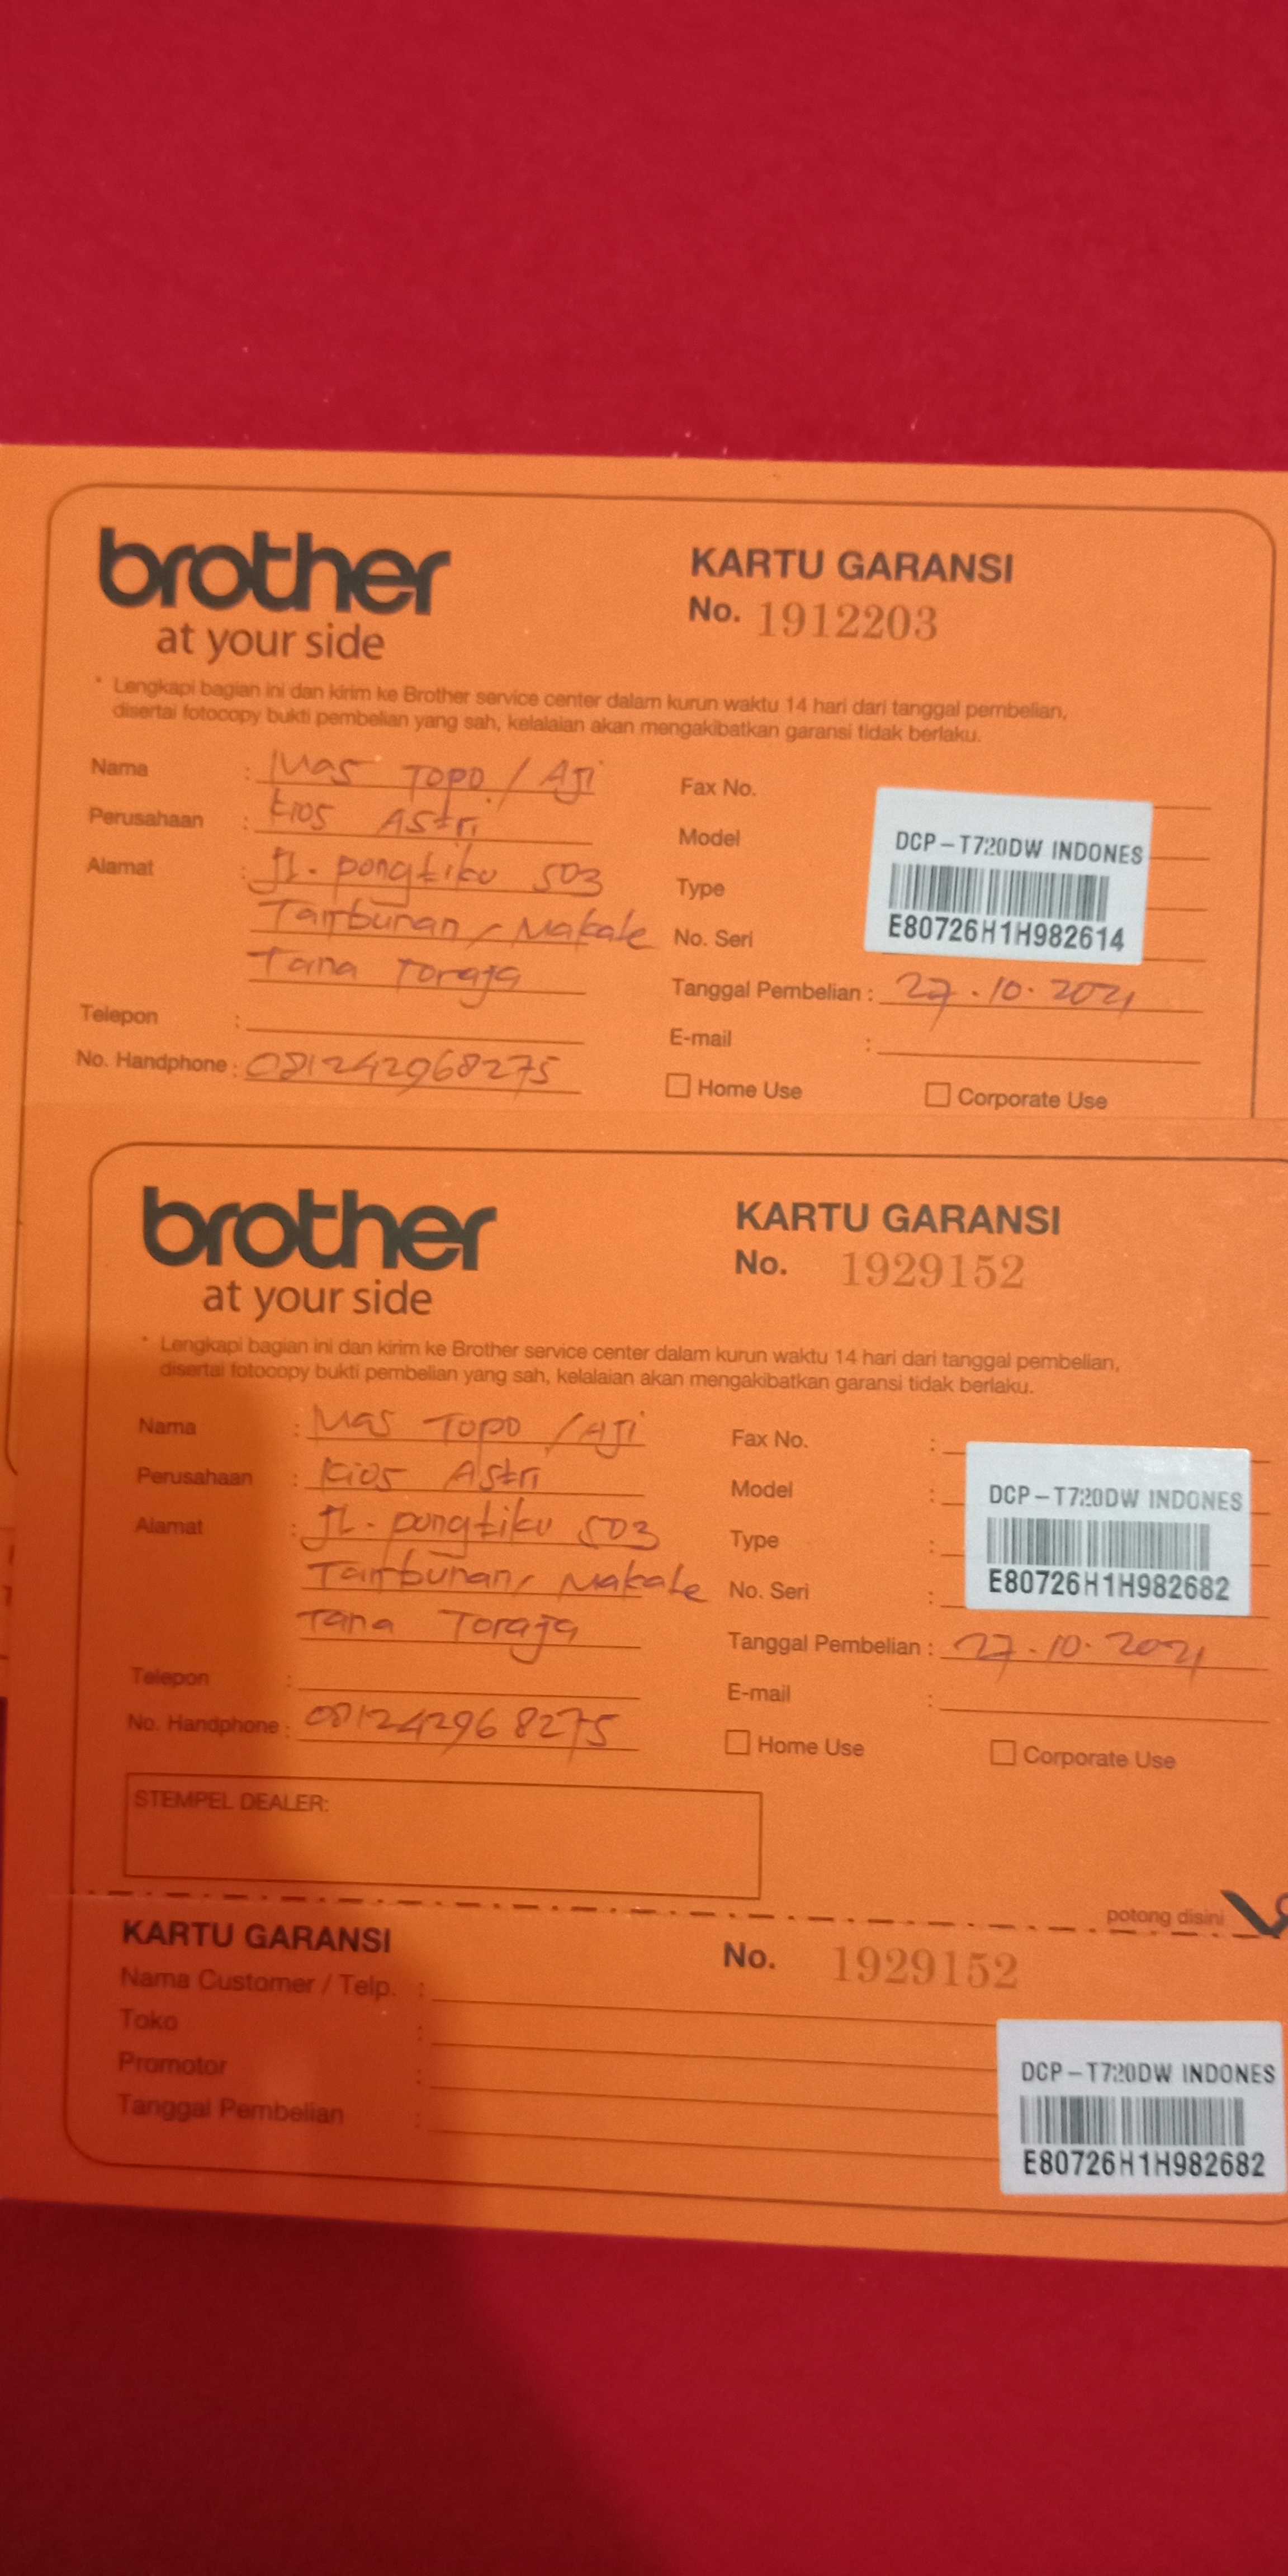 brother
at your side
KARTU GARANSI
No. 1912203
* Lengkapi bagian ini dan kirim ke Brother service center dalam kurun waktu 14 hari dari tanggal pembelian,
disertai fotocopy bukti pembelian yang sah, kelalaian akan mengakibatkan garansi tidak berlaku.
Nama : Mas Topo / Aji
Perusahaan : Kios Astri
Alamat : Jl. pongtiku 503
Tambunan, Makale
Tana Toraja
Telepon :
No. Handphone : 081242968275
Fax No.
Model
Type
No. Seri
DCP-T720DW INDONES
E80726H1H982614
Tanggal Pembelian : 27.10.2021
E-mail :
Home Use Corporate Use
brother
at your side
KARTU GARANSI
No. 1929152
* Lengkapi bagian ini dan kirim ke Brother service center dalam kurun waktu 14 hari dari tanggal pembelian,
disertai fotocopy bukti pembelian yang sah, kelalaian akan mengakibatkan garansi tidak berlaku.
Nama : Mas Topo / Aji
Perusahaan : Kios Astri
Alamat : Jl. pongtiku 503
Tambunan, Makale
Tana Toraja
Telepon :
No. Handphone : 081242968275
Fax No. :
Model :
Type :
No. Seri :
DCP-T720DW INDONES
E80726H1H982682
Tanggal Pembelian : 27.10.2021
E-mail :
Home Use Corporate Use
STEMPEL DEALER:
potong disini
KARTU GARANSI
No. 1929152
Nama Customer / Telp. :
Toko :
Promotor :
Tanggal Pembelian :
DCP-T720DW INDONES
E80726H1H982682